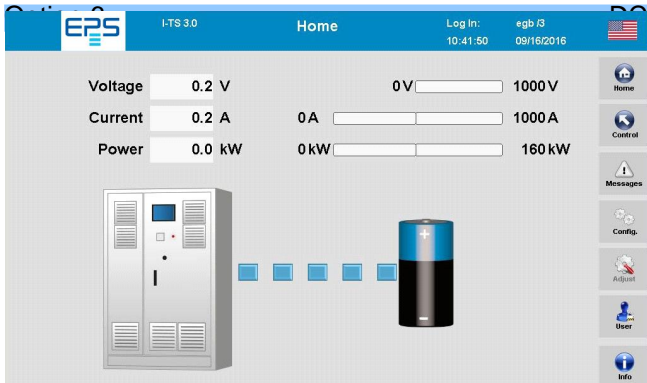 EPS
I-TS 3.0
Home
Log In:
egb /3
10:41:50
09/16/2016
Voltage 0.2 V
0 V 1000 V
Current 0.2 A
0 A 1000 A
Power 0.0 kW
0 kW 160 kW
+
–
Home
Control
!
Messages
Config.
Adjust
User
i
Info